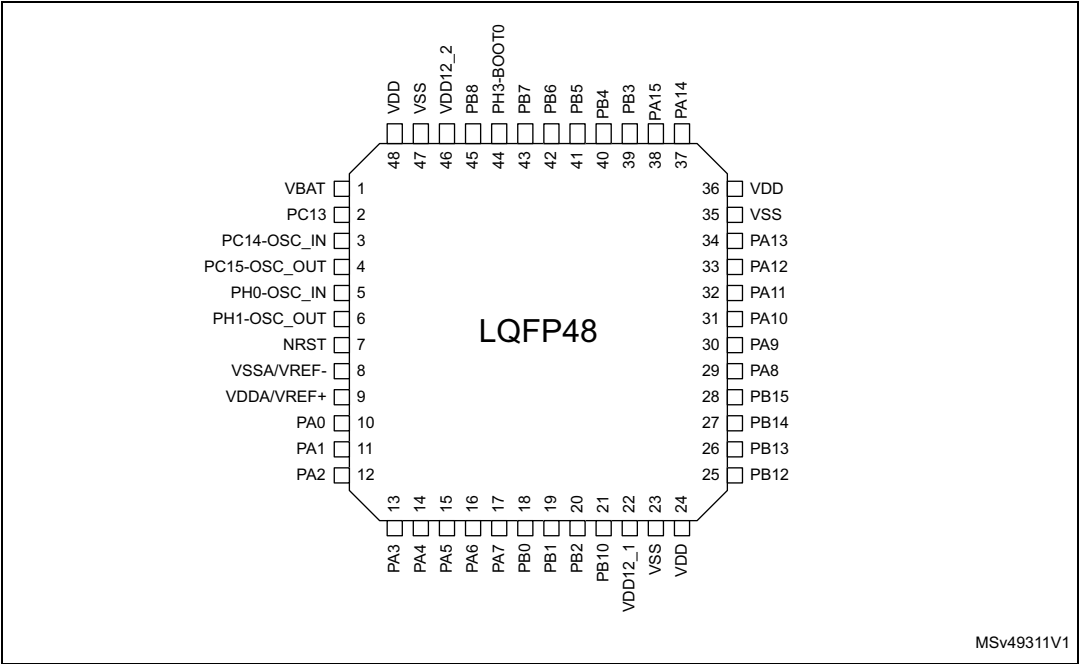 VDD
VSS
VDD12_2
PB8
PH3-BOOT0
PB7
PB6
PB5
PB4
PB3
PA15
PA14
48
47
46
45
44
43
42
41
40
39
38
37
VBAT 1
PC13 2
PC14-OSC_IN 3
PC15-OSC_OUT 4
PH0-OSC_IN 5
PH1-OSC_OUT 6
NRST 7
VSSA/VREF- 8
VDDA/VREF+ 9
PA0 10
PA1 11
PA2 12
LQFP48
36 VDD
35 VSS
34 PA13
33 PA12
32 PA11
31 PA10
30 PA9
29 PA8
28 PB15
27 PB14
26 PB13
25 PB12
13
14
15
16
17
18
19
20
21
22
23
24
PA3
PA4
PA5
PA6
PA7
PB0
PB1
PB2
PB10
VDD12_1
VSS
VDD
MSv49311V1